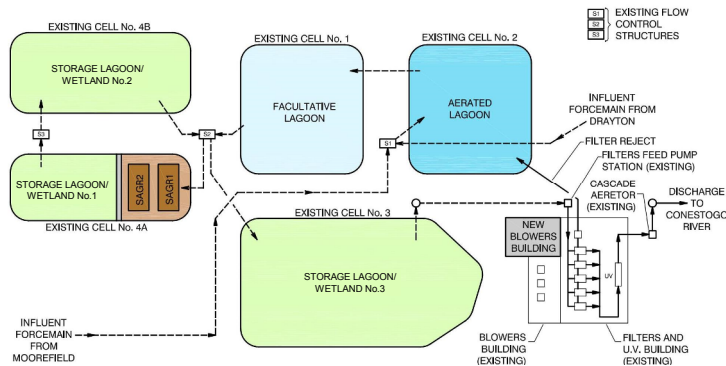 EXISTING CELL No. 4B
STORAGE LAGOON/
WETLAND No.2
S3
STORAGE LAGOON/
WETLAND No.1
SAGR2
SAGR1
EXISTING CELL No. 4A
S2
EXISTING CELL No. 1
FACULTATIVE
LAGOON
EXISTING CELL No. 2
AERATED
LAGOON
S1
S1
S2
S3
EXISTING FLOW
CONTROL
STRUCTURES
INFLUENT
FORCEMAIN FROM
DRAYTON
FILTER REJECT
FILTERS FEED PUMP
STATION (EXISTING)
CASCADE
AERETOR
(EXISTING)
DISCHARGE
TO
CONESTOGO
RIVER
EXISTING CELL No. 3
STORAGE LAGOON/
WETLAND No.3
NEW
BLOWERS
BUILDING
UV
INFLUENT
FORCEMAIN
FROM
MOOREFIELD
BLOWERS
BUILDING
(EXISTING)
FILTERS AND
U.V. BUILDING
(EXISTING)